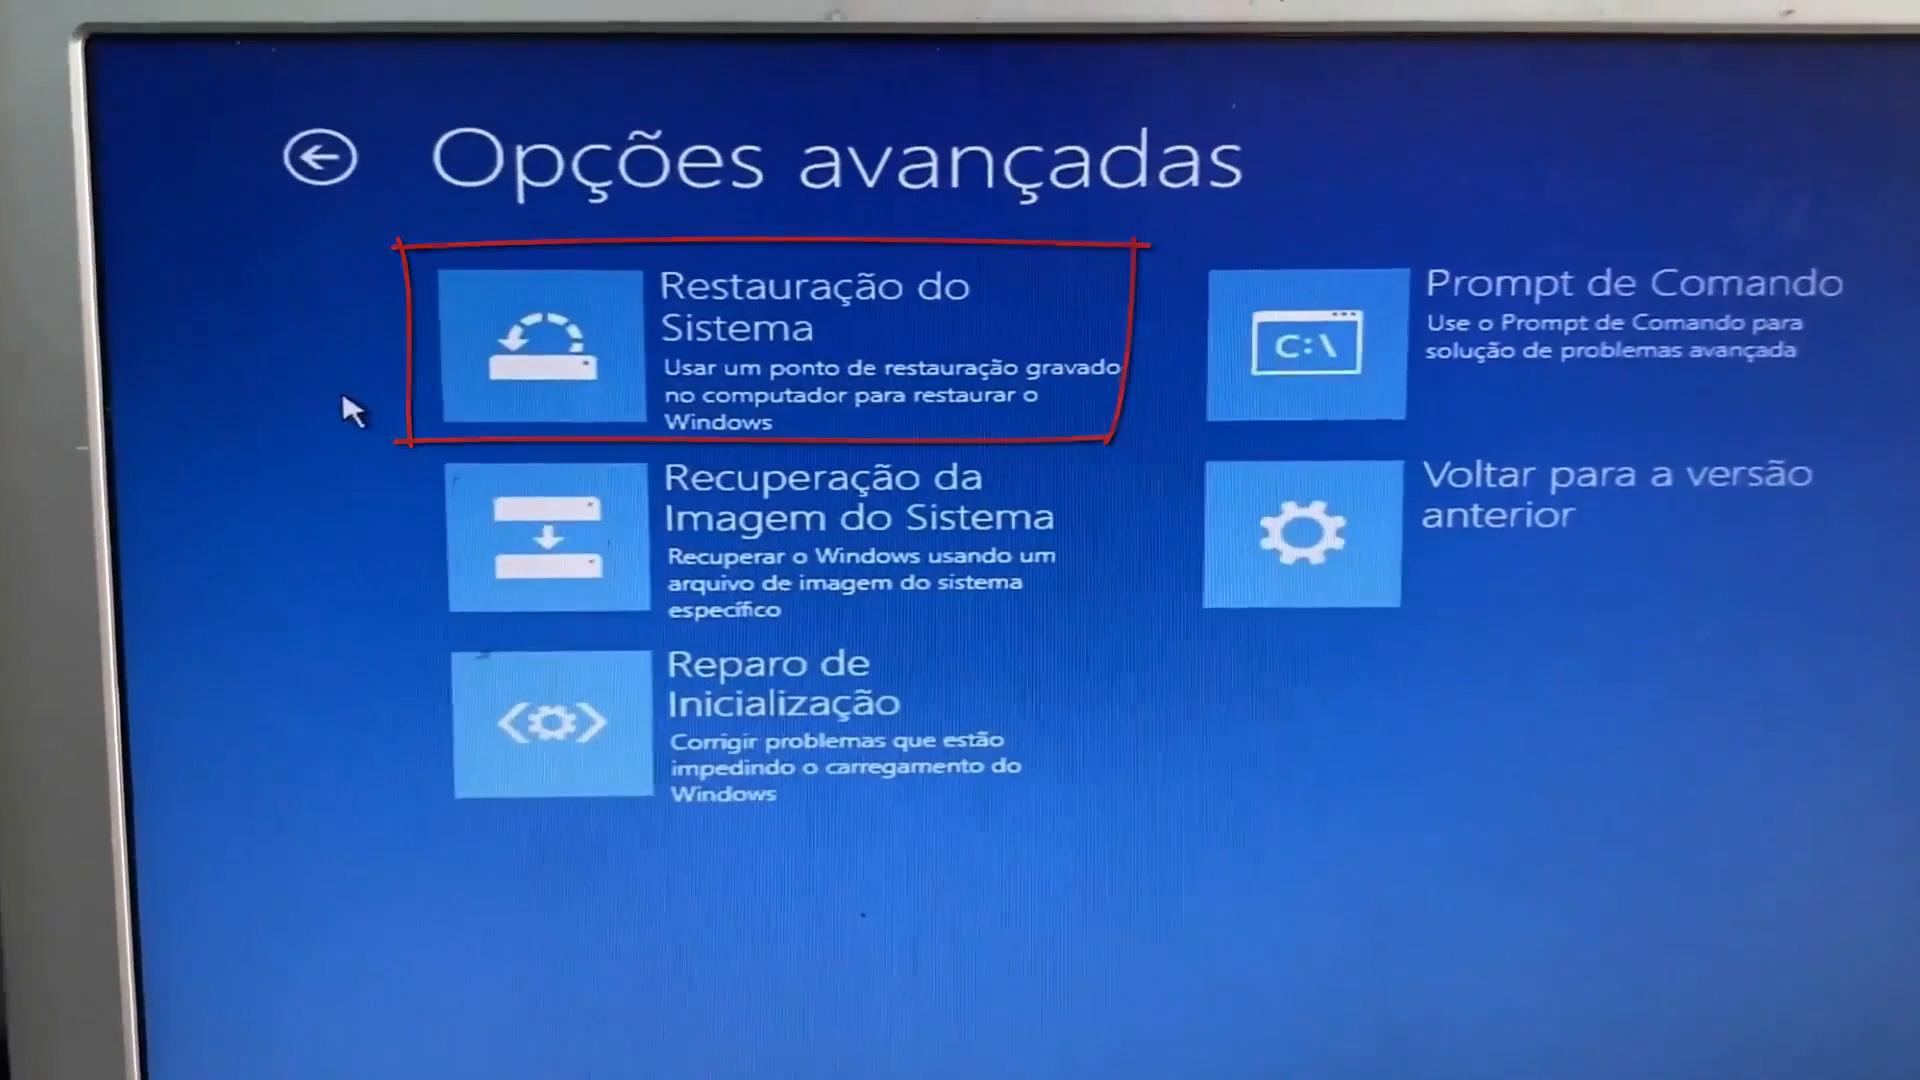 Opções avançadas
Restauração do
Sistema
Usar um ponto de restauração gravado
no computador para restaurar o
Windows
Recuperação da
Imagem do Sistema
Recuperar o Windows usando um
arquivo de imagem do sistema
específico
Reparo de
Inicialização
Corrigir problemas que estão
impedindo o carregamento do
Windows
Prompt de Comando
Use o Prompt de Comando para
solução de problemas avançada
C:\
Voltar para a versão
anterior